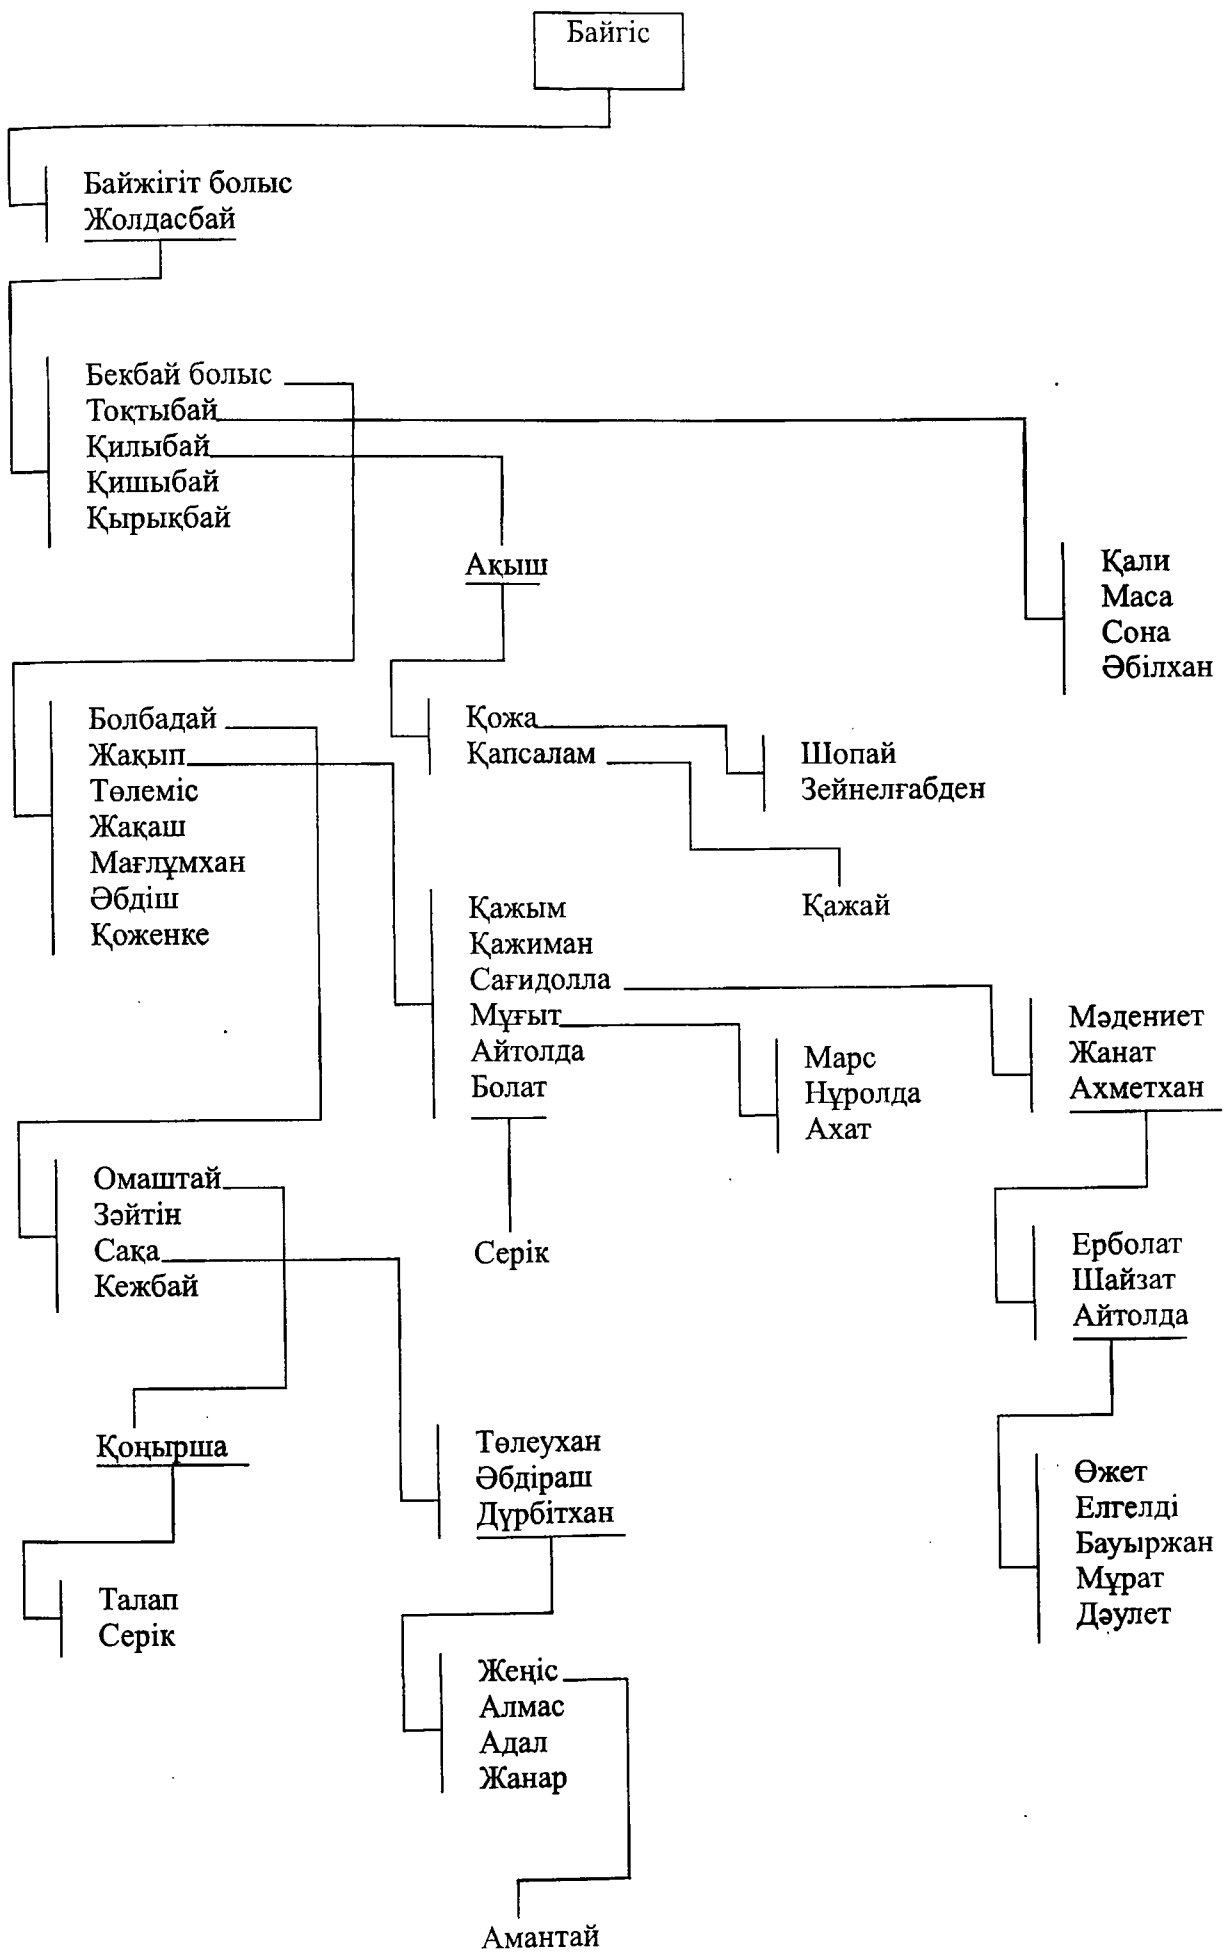 Байгіс
Байжігіт болыс
Жолдасбай
Бекбай болыс
Тоқтыбай
Қилыбай
Қишыбай
Қырықбай
Ақыш
Қали
Маса
Сона
Әбілхан
Болбадай
Жақып
Төлеміс
Жақаш
Мағлұмхан
Әбдіш
Қоженке
Қожа
Қапсалам
Шопай
Зейнелғабден
Қажай
Қажым
Қажиман
Сағидолла
Мұғыт
Айтолда
Болат
Марс
Нұролда
Ахат
Мәдениет
Жанат
Ахметхан
Омаштай
Зәйтін
Сақа
Кежбай
Серік
Ерболат
Шайзат
Айтолда
Қоңырша
Төлеухан
Әбдіраш
Дүрбітхан
Өжет
Елгелді
Бауыржан
Мұрат
Дәулет
Талап
Серік
Жеңіс
Алмас
Адал
Жанар
Амантай